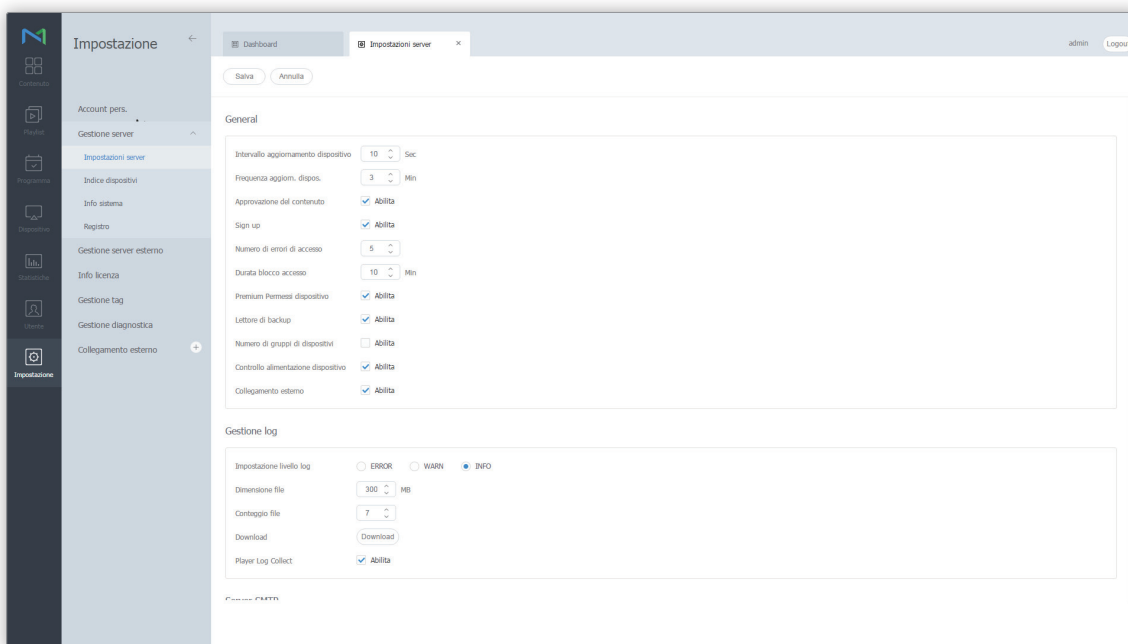 Impostazione
Dashboard
Impostazioni server
admin
Logout
Contenuto
Playlist
Programma
Dispositivo
Statistiche
Utente
Impostazione
Account pers.
Gestione server
Impostazioni server
Indice dispositivi
Info sistema
Registro
Gestione server esterno
Info licenza
Gestione tag
Gestione diagnostica
Collegamento esterno
Salva Annulla
General
Intervallo aggiornamento dispositivo 10 Sec
Frequenza aggiorn. dispos. 3 Min
Approvazione del contenuto Abilita
Sign up Abilita
Numero di errori di accesso 5
Durata blocco accesso 10 Min
Premium Permessi dispositivo Abilita
Lettore di backup Abilita
Numero di gruppi di dispositivi Abilita
Controllo alimentazione dispositivo Abilita
Collegamento esterno Abilita
Gestione log
Impostazione livello log ERROR WARN INFO
Dimensione file 300 MB
Conteggio file 7
Download Download
Player Log Collect Abilita
Server SMTP